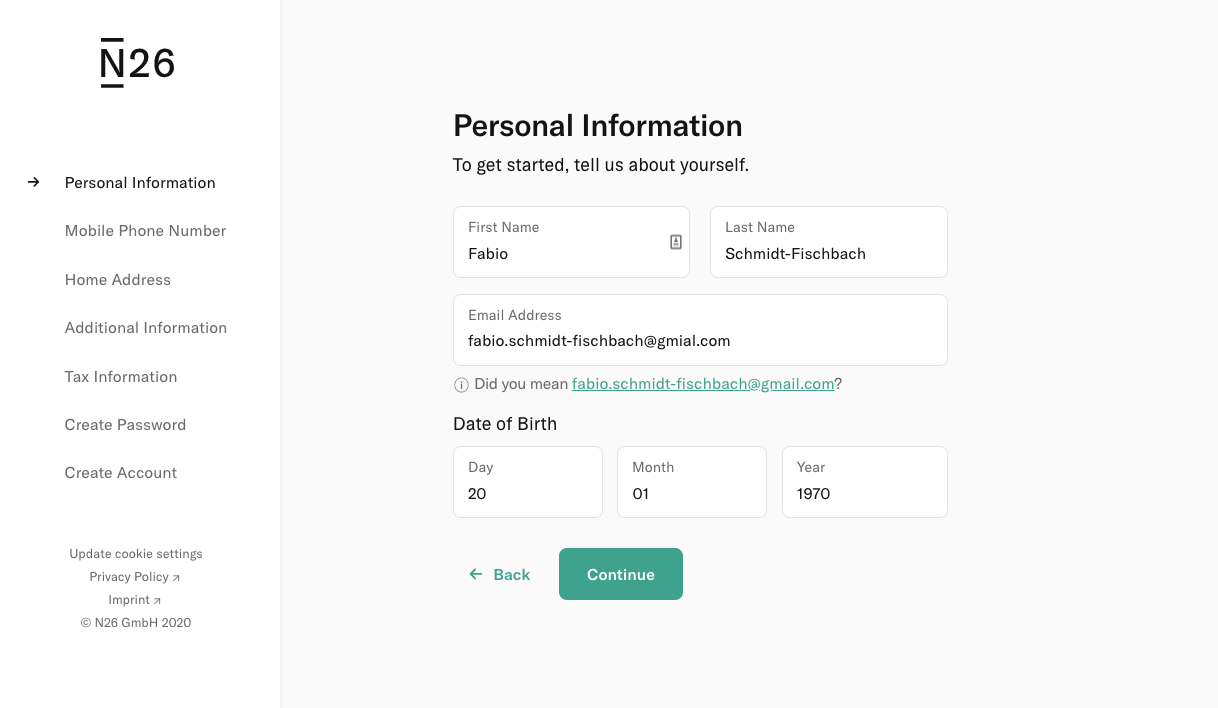 N26
→ Personal Information
Mobile Phone Number
Home Address
Additional Information
Tax Information
Create Password
Create Account
Update cookie settings
Privacy Policy ↗
Imprint ↗
© N26 GmbH 2020
Personal Information
To get started, tell us about yourself.
First Name
Fabio
Last Name
Schmidt-Fischbach
Email Address
fabio.schmidt-fischbach@gmial.com
Did you mean fabio.schmidt-fischbach@gmail.com?
Date of Birth
Day
20
Month
01
Year
1970
← Back
Continue